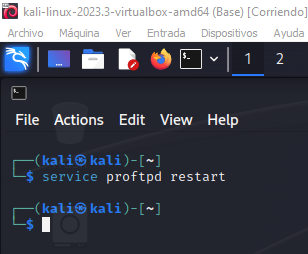 kali-linux-2023.3-virtualbox-amd64 (Base) [Corriendo]
Archivo Máquina Ver Entrada Dispositivos Ayuda
1 2
File Actions Edit View Help
┌──(kali㉿kali)-[~]
└─$ service proftpd restart
┌──(kali㉿kali)-[~]
└─$